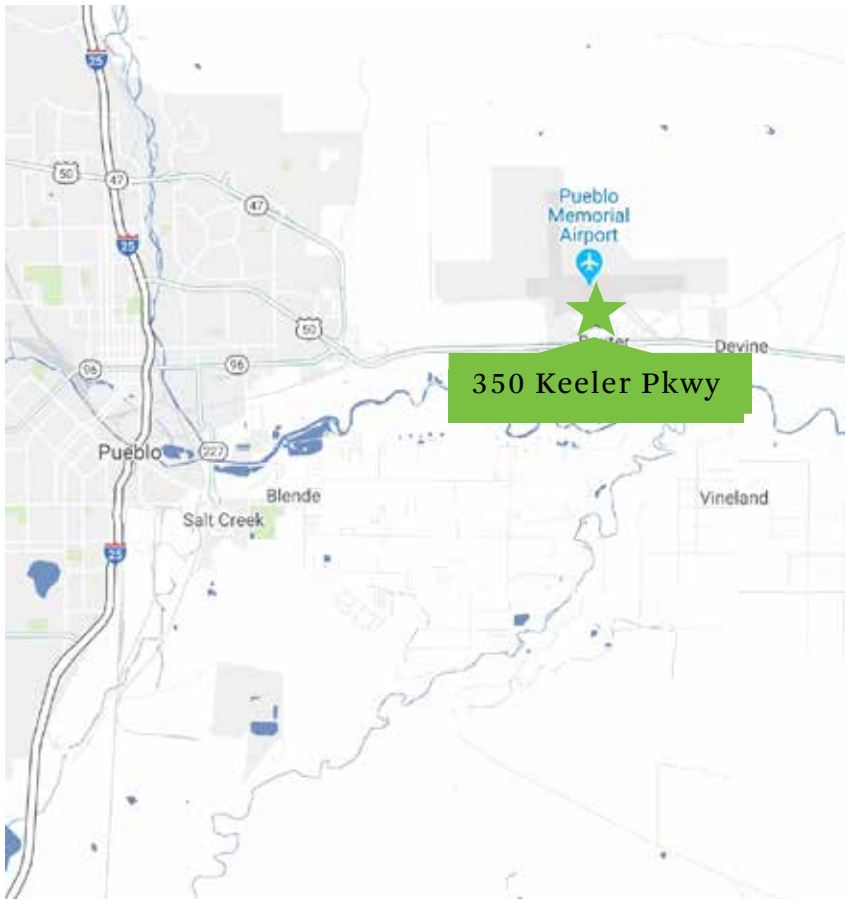 25
50
47
47
Pueblo
Memorial
Airport
25
50
Devine
96
96
350 Keeler Pkwy
Pueblo
227
Blende
Vineland
Salt Creek
25